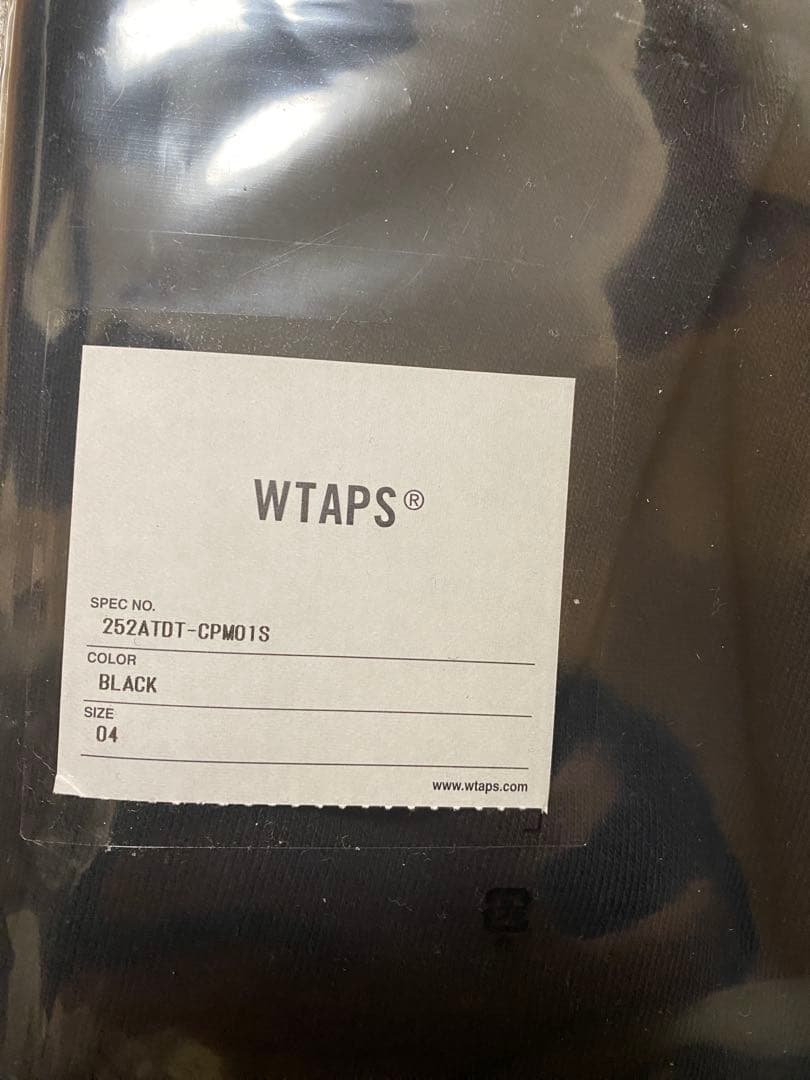 WTAPS®
SPEC NO.
252ATDT-CPM01S
COLOR
BLACK
SIZE
04
www.wtaps.com